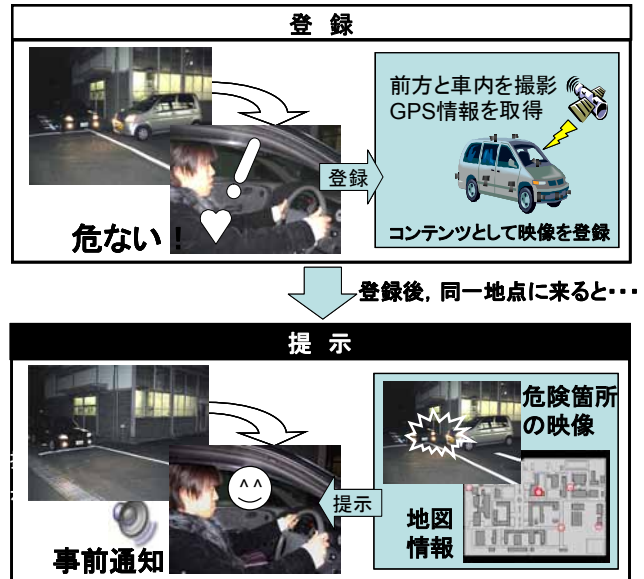 登 録
前方と車内を撮影
GPS情報を取得
登録
危ない!
コンテンツとして映像を登録
登録後,同一地点に来ると・・・
提 示
危険箇所
の映像
提示
地図
情報
事前通知